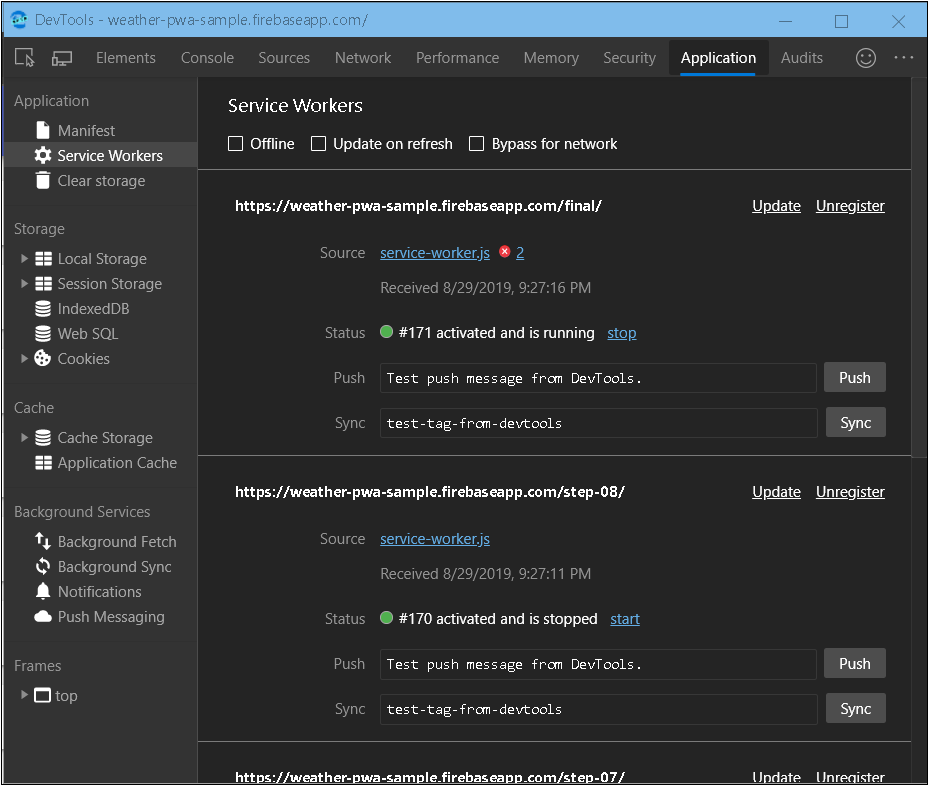 DevTools - weather-pwa-sample.firebaseapp.com/
Elements Console Sources Network Performance Memory Security Application Audits
Application
Manifest
Service Workers
Clear storage
Storage
Local Storage
Session Storage
IndexedDB
Web SQL
Cookies
Cache
Cache Storage
Application Cache
Background Services
Background Fetch
Background Sync
Notifications
Push Messaging
Frames
top
Service Workers
Offline Update on refresh Bypass for network
https://weather-pwa-sample.firebaseapp.com/final/ Update Unregister
Source service-worker.js 2
Received 8/29/2019, 9:27:16 PM
Status #171 activated and is running stop
Push Test push message from DevTools. Push
Sync test-tag-from-devtools Sync
https://weather-pwa-sample.firebaseapp.com/step-08/ Update Unregister
Source service-worker.js
Received 8/29/2019, 9:27:11 PM
Status #170 activated and is stopped start
Push Test push message from DevTools. Push
Sync test-tag-from-devtools Sync
https://weather-pwa-sample.firebaseapp.com/step-07/ Update Unregister